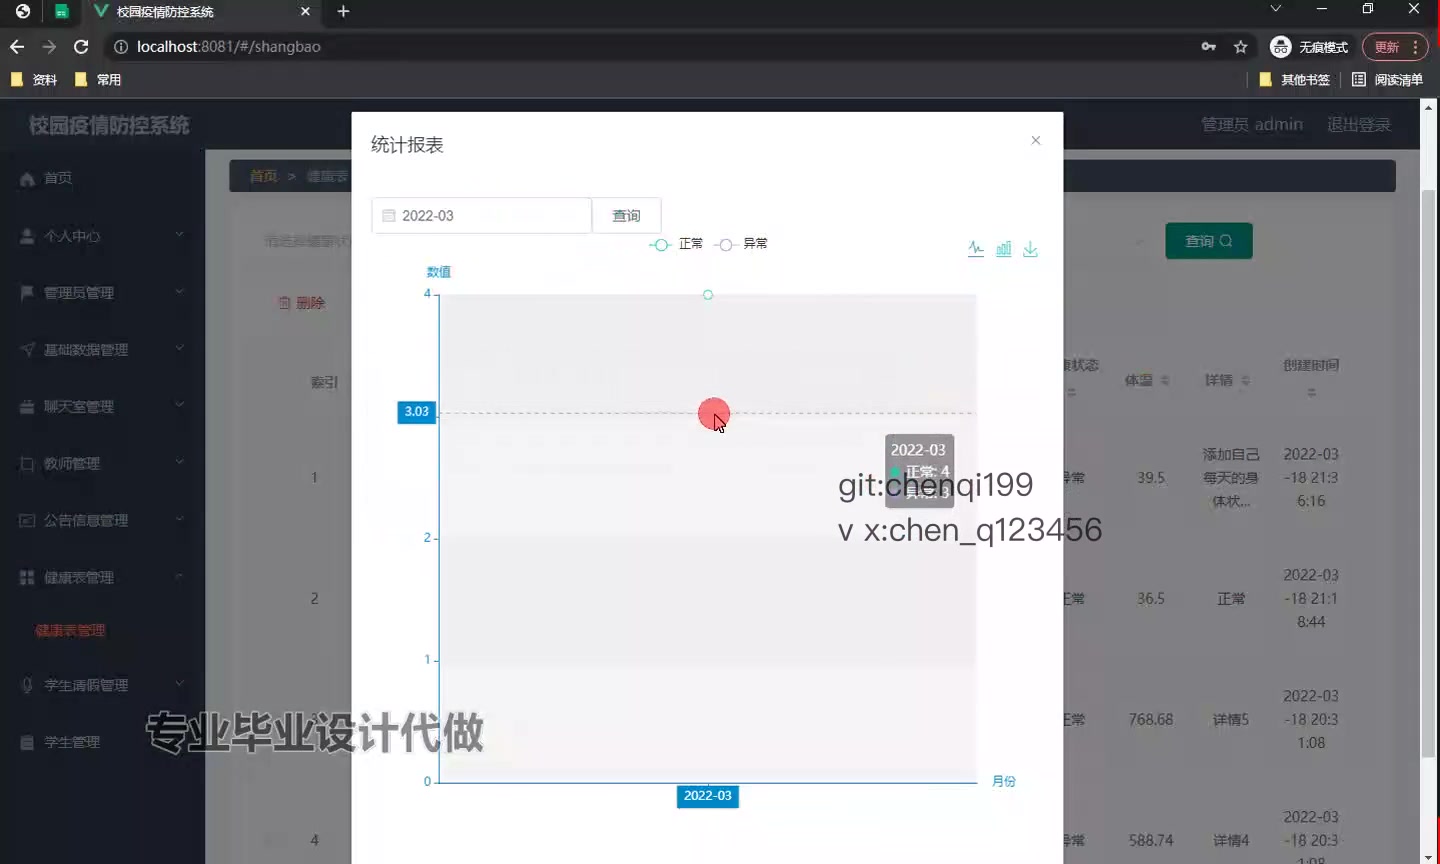 校园疫情防控系统
localhost:8081/#/shangbao
无痕模式
更新
资料
常用
其他书签
阅读清单
校园疫情防控系统
管理员 admin
退出登录
首页
个人中心
管理员管理
基础数据管理
聊天室管理
教师管理
公告信息管理
健康表管理
健康表管理
学生请假管理
学生管理
首页 > 健康表
查询
删除
索引
体温
详情
创建时间
1
39.5
添加自己
每天的身
体状...
2022-03
-18 21:3
6:16
2
正常
36.5
正常
2022-03
-18 21:1
8:44
正常
768.68
详情5
2022-03
-18 20:3
1:08
4
异常
588.74
详情4
2022-03
-18 20:3
1:08
统计报表
2022-03
查询
正常
异常
数值
4
3.03
2
1
0
2022-03
月份
2022-03
正常: 4
异常: 3
git:chenqi199
v x:chen_q123456
专业毕业设计代做